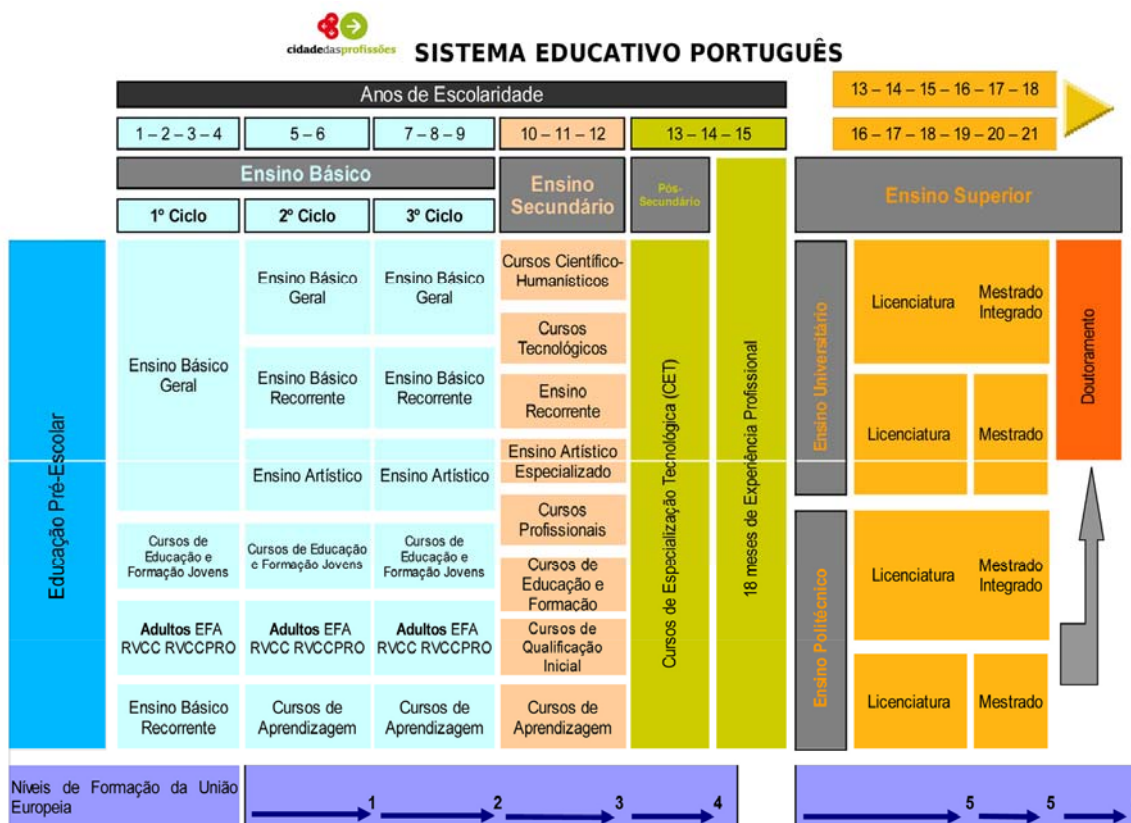 cidadedasprofissões
SISTEMA EDUCATIVO PORTUGUÊS
Anos de Escolaridade
13 – 14 – 15 – 16 – 17 – 18
1 – 2 – 3 – 4
5 – 6
7 – 8 – 9
10 – 11 – 12
13 – 14 – 15
16 – 17 – 18 – 19 – 20 – 21
Ensino Básico
1º Ciclo
2º Ciclo
3º Ciclo
Ensino
Secundário
Pós-
Secundário
Ensino Superior
Educação Pré-Escolar
Ensino Básico
Geral
Cursos de
Educação e
Formação Jovens
Adultos EFA
RVCC RVCCPRO
Ensino Básico
Recorrente
Ensino Básico
Geral
Ensino Básico
Recorrente
Ensino Artístico
Cursos de Educação
e Formação Jovens
Adultos EFA
RVCC RVCCPRO
Cursos de
Aprendizagem
Ensino Básico
Geral
Ensino Básico
Recorrente
Ensino Artístico
Cursos de
Educação e
Formação Jovens
Adultos EFA
RVCC RVCCPRO
Cursos de
Aprendizagem
Cursos Científico-
Humanísticos
Cursos
Tecnológicos
Ensino
Recorrente
Ensino Artístico
Especializado
Cursos
Profissionais
Cursos de
Educação e
Formação
Cursos de
Qualificação
Inicial
Cursos de
Aprendizagem
Cursos de Especialização Tecnológica (CET)
18 meses de Experiência Profissional
Ensino Universitário
Licenciatura
Mestrado
Integrado
Licenciatura
Mestrado
Doutoramento
Ensino Politécnico
Licenciatura
Mestrado
Integrado
Licenciatura
Mestrado
Níveis de Formação da União
Europeia
1
2
3
4
5
5